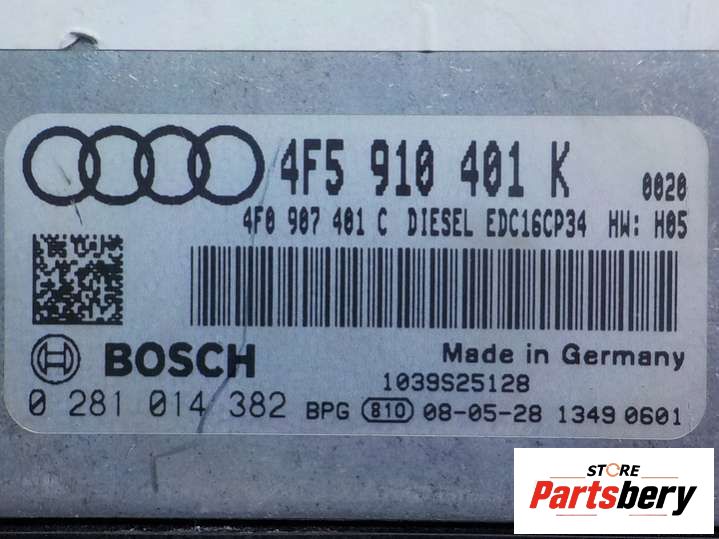 4F5 910 401 K 0020
4F0 907 401 C DIESEL EDC16CP34 HW: H05
BOSCH Made in Germany
1039S25128
0 281 014 382 BPG 810 08-05-28 1349 0601
STORE
Partsbery